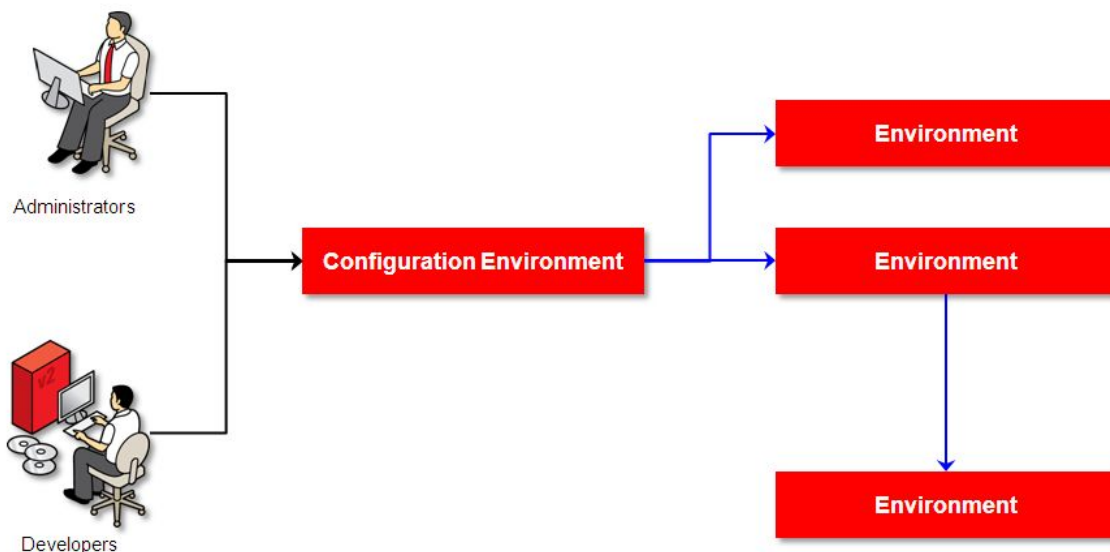 Administrators
Environment
Configuration Environment
Environment
v2
Developers
Environment